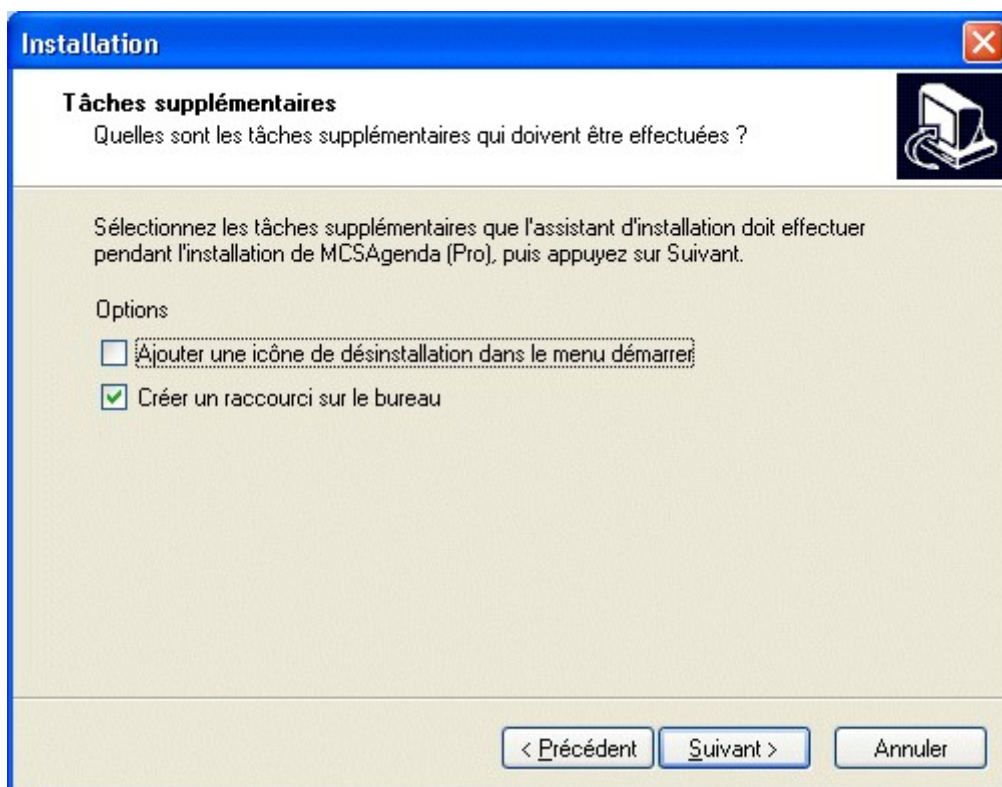 Installation
Tâches supplémentaires
Quelles sont les tâches supplémentaires qui doivent être effectuées ?
Sélectionnez les tâches supplémentaires que l'assistant d'installation doit effectuer
pendant l'installation de MCSAgenda (Pro), puis appuyez sur Suivant.
Options
Ajouter une icône de désinstallation dans le menu démarrer
Créer un raccourci sur le bureau
< Précédent
Suivant >
Annuler